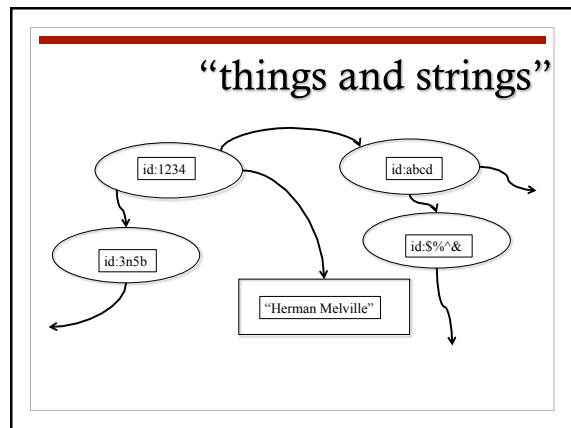 “things and strings”
id:1234
id:abcd
id:3n5b
id:$%^&
“Herman Melville”